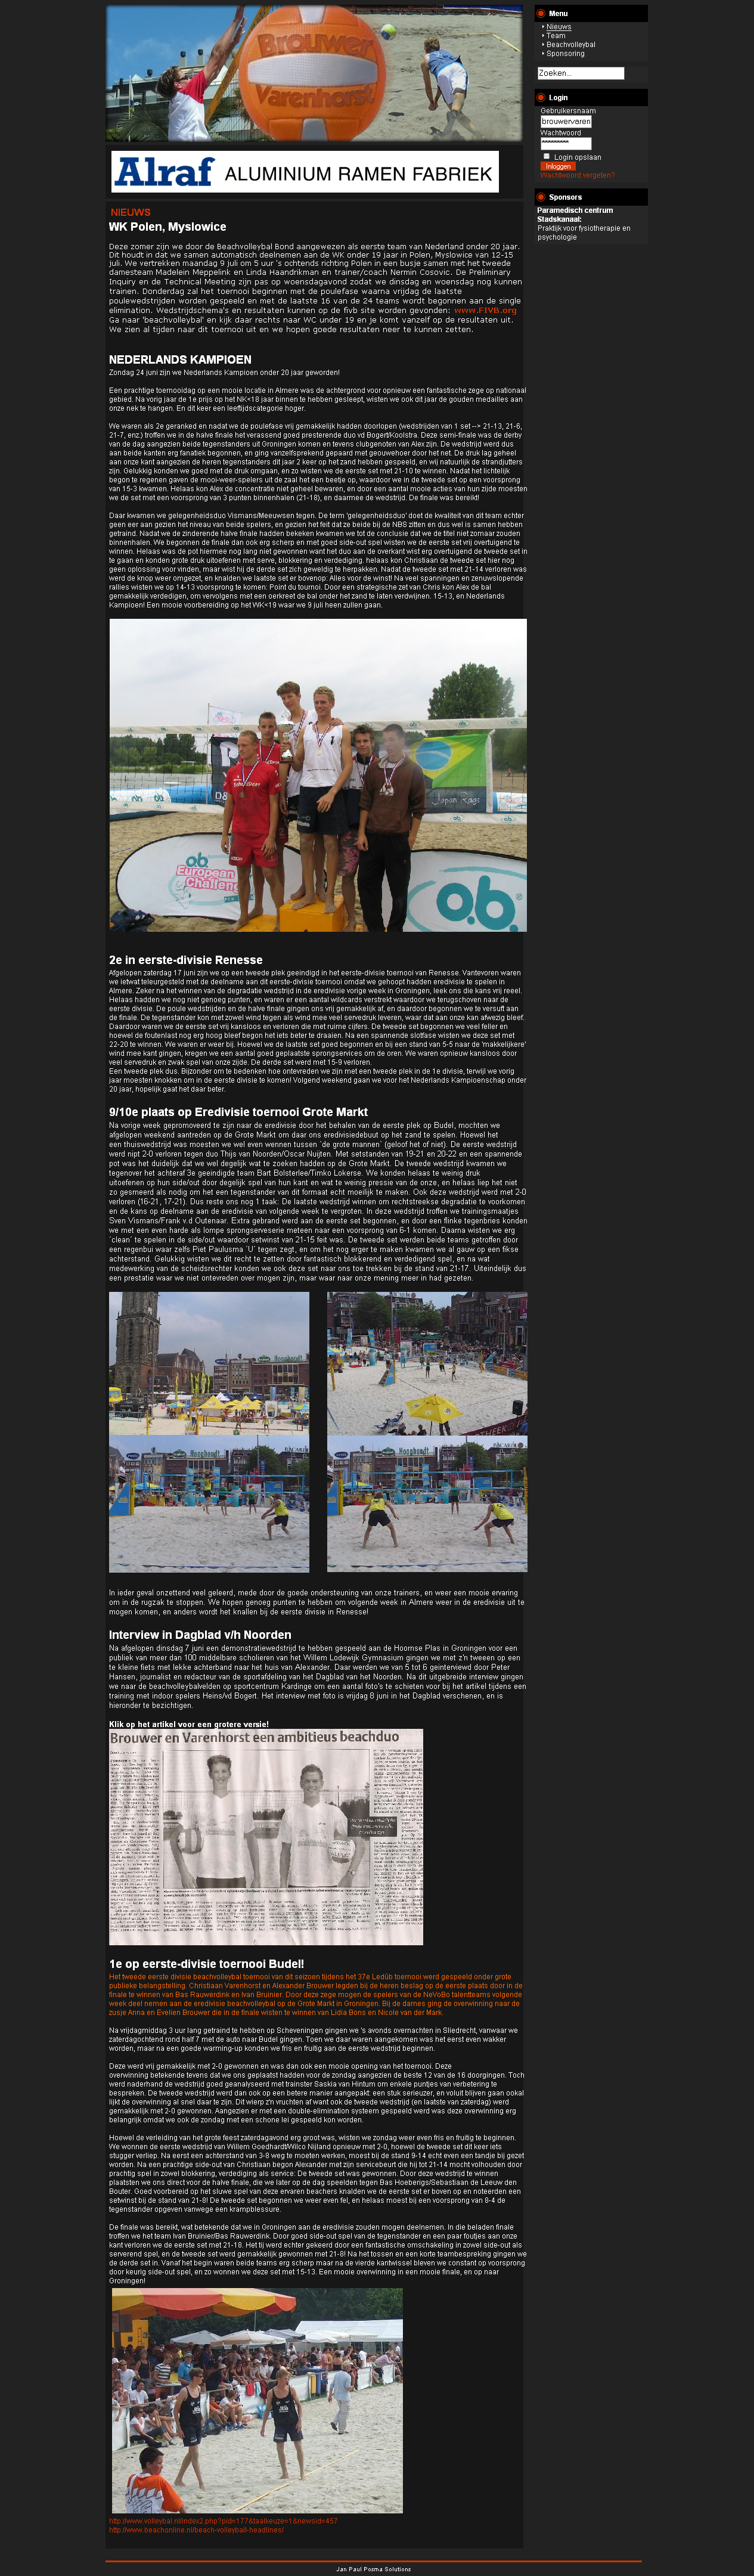 Brouwer
Varenhorst
Alraf ALUMINIUM RAMEN FABRIEK
NIEUWS
WK Polen, Myslowice
Deze zomer zijn we door de Beachvolleybal Bond aangewezen als eerste team van Nederland onder 20 jaar.
Dit houdt in dat we samen automatisch deelnemen aan de WK onder 19 jaar in Polen, Myslowice van 12-15
juli. We vertrekken maandag 9 juli om 5 uur 's ochtends richting Polen in een busje samen met het tweede
damesteam Madelein Meppelink en Linda Haandrikman en trainer/coach Nermin Cosovic. De Preliminary
Inquiry en de Technical Meeting zijn pas op woensdagavond zodat we dinsdag en woensdag nog kunnen
trainen. Donderdag zal het toernooi beginnen met de poulefase waarna vrijdag de laatste
poulewedstrijden worden gespeeld en met de laatste 16 van de 24 teams wordt begonnen aan de single
elimination. Wedstrijdschema's en resultaten kunnen op de fivb site worden gevonden: www.FIVB.org
Ga naar 'beachvolleybal' en kijk daar rechts naar WC under 19 en je komt vanzelf op de resultaten uit.
We zien al tijden naar dit toernooi uit en we hopen goede resultaten neer te kunnen zetten.
NEDERLANDS KAMPIOEN
Zondag 24 juni zijn we Nederlands Kampioen onder 20 jaar geworden!
Een prachtige toernooidag op een mooie locatie in Almere was de achtergrond voor opnieuw een fantastische zege op nationaal
gebied. Na vorig jaar de 1e prijs op het NK<18 jaar binnen te hebben gesleept, wisten we ook dit jaar de gouden medailles aan
onze nek te hangen. En dit keer een leeftijdscategorie hoger.
We waren als 2e geranked en nadat we de poulefase vrij gemakkelijk hadden doorlopen (wedstrijden van 1 set --> 21-13, 21-6,
21-7, enz.) troffen we in de halve finale het verassend goed presterende duo vd Bogert/Koolstra. Deze semi-finale was de derby
van de dag aangezien beide tegenstanders uit Groningen komen en tevens clubgenoten van Alex zijn. De wedstrijd werd dus
aan beide kanten erg fanatiek begonnen, en ging vanzelfsprekend gepaard met geouwehoer door het net. De druk lag geheel
aan onze kant aangezien de heren tegenstanders dit jaar 2 keer op het zand hebben gespeeld, en wij natuurlijk de strandjutters
zijn. Gelukkig konden we goed met de druk omgaan, en zo wisten we de eerste set met 21-10 te winnen. Nadat het lichtelijk
begon te regenen gaven de mooi-weer-spelers uit de zaal het een beetje op, waardoor we in de tweede set op een voorsprong
van 15-3 kwamen. Helaas kon Alex de concentratie niet geheel bewaren, en door een aantal mooie acties van hun zijde moesten
we de set met een voorsprong van 3 punten binnenhalen (21-18), en daarmee de wedstrijd. De finale was bereikt!
Daar kwamen we gelegenheidsduo Vismans/Meeuwsen tegen. De term 'gelegenheidsduo' doet de kwaliteit van dit team echter
geen eer aan gezien het niveau van beide spelers, en gezien het feit dat ze beide bij de NBS zitten en dus wel is samen hebben
getraind. Nadat we de zinderende halve finale hadden bekeken kwamen we tot de conclusie dat we de titel niet zomaar zouden
binnenhalen. We begonnen de finale dan ook erg scherp en met goed side-out spel wisten we de eerste set vrij overtuigend te
winnen. Helaas was de pot hiermee nog lang niet gewonnen want het duo aan de overkant wist erg overtuigend de tweede set in
te gaan en konden grote druk uitoefenen met serve, blokkering en verdediging. helaas kon Christiaan de tweede set hier nog
geen oplossing voor vinden, maar wist hij de derde set zich geweldig te herpakken. Nadat de tweede set met 21-14 verloren was
werd de knop weer omgezet, en knalden we laatste set er bovenop: Alles voor de winst! Na veel spanningen en zenuwslopende
rallies wisten we op 14-13 voorsprong te komen: Point du tournoi. Door een strategische zet van Chris kon Alex de bal
gemakkelijk verdedigen, om vervolgens met een oerkreet de bal onder het zand te laten verdwijnen. 15-13, en Nederlands
Kampioen! Een mooie voorbereiding op het WK<19 waar we 9 juli heen zullen gaan.
o.b.
European
Challenge
o.b.
2e in eerste-divisie Renesse
Afgelopen zaterdag 17 juni zijn we op een tweede plek geeindigd in het eerste-divisie toernooi van Renesse. Vantevoren waren
we ietwat teleurgesteld met de deelname aan dit eerste-divisie toernooi omdat we gehoopt hadden eredivisie te spelen in
Almere. Zeker na het winnen van de degradatie wedstrijd in de eredivisie vorige week in Groningen, leek ons die kans vrij reeel.
Helaas hadden we nog niet genoeg punten, en waren er een aantal wildcards verstrekt waardoor we terugschoven naar de
eerste divisie. De poule wedstrijden en de halve finale gingen ons vrij gemakkelijk af, en daardoor begonnen we te versuft aan
de finale. De tegenstander kon met zowel wind tegen als wind mee veel servedruk leveren, waar dat aan onze kan afwezig bleef.
Daardoor waren we de eerste set vrij kansloos en verloren die met ruime cijfers. De tweede set begonnen we veel feller en
hoewel de foutenlast nog erg hoog bleef begon het iets beter te draaien. Na een spannende slotfase wisten we deze set met
22-20 te winnen. We waren er weer bij. Hoewel we de laatste set goed begonnen en bij een stand van 5-5 naar de 'makkelijkere'
wind mee kant gingen, kregen we een aantal goed geplaatste sprongservices om de oren. We waren opnieuw kansloos door
veel servedruk en zwak spel van onze zijde. De derde set werd met 15-9 verloren.
Een tweede plek dus. Bijzonder om te bedenken hoe ontevreden we zijn met een tweede plek in de 1e divisie, terwijl we vorig
jaar moesten knokken om in de eerste divisie te komen! Volgend weekend gaan we voor het Nederlands Kampioenschap onder
20 jaar, hopelijk gaat het daar beter.
9/10e plaats op Eredivisie toernooi Grote Markt
Na vorige week gepromoveerd te zijn naar de eredivisie door het behalen van de eerste plek op Budel, mochten we
afgelopen weekend aantreden op de Grote Markt om daar ons eredivisiedebuut op het zand te spelen. Hoewel het
een thuiswedstrijd was moesten we wel even wennen tussen ´de grote mannen´ (geloof het of niet). De eerste wedstrijd
werd nipt 2-0 verloren tegen duo Thijs van Noorden/Oscar Nuijten. Met setstanden van 19-21 en 20-22 en een spannende
pot was het duidelijk dat we wel degelijk wat te zoeken hadden op de Grote Markt. De tweede wedstrijd kwamen we
tegenover het achteraf 3e geeindigde team Bart Bolsterlee/Timko Lokerse. We konden helaas te weinig druk
uitoefenen op hun side/out door degelijk spel van hun kant en wat te weinig pressie van de onze, en helaas liep het niet
zo gesmeerd als nodig om het een tegenstander van dit formaat echt moeilijk te maken. Ook deze wedstrijd werd met 2-0
verloren (16-21, 17-21). Dus reste ons nog 1 taak: De laatste wedstrijd winnen om rechtstreekse degradatie te voorkomen
en de kans op deelname aan de eredivisie van volgende week te vergroten. In deze wedstrijd troffen we trainingsmaatjes
Sven Vismans/Frank v.d Outenaar. Extra gebrand werd aan de eerste set begonnen, en door een flinke tegenbries konden
we met een even harde als lompe sprongserveserie meteen naar een voorsprong van 6-1 komen. Daarna wisten we erg
´clean´ te spelen in de side/out waardoor setwinst van 21-15 feit was. De tweede set werden beide teams getroffen door
een regenbui waar zelfs Piet Paulusma ´U´ tegen zegt, en om het nog erger te maken kwamen we al gauw op een fikse
achterstand. Gelukkig wisten we dit recht te zetten door fantastisch blokkerend en verdedigend spel, en na wat
medewerking van de scheidsrechter konden we ook deze set naar ons toe trekken bij de stand van 21-17. Uiteindelijk dus
een prestatie waar we niet ontevreden over mogen zijn, maar waar naar onze mening meer in had gezeten.
In ieder geval onzettend veel geleerd, mede door de goede ondersteuning van onze trainers, en weer een mooie ervaring
om in de rugzak te stoppen. We hopen genoeg punten te hebben om volgende week in Almere weer in de eredivisie uit te
mogen komen, en anders wordt het knallen bij de eerste divisie in Renesse!
Interview in Dagblad v/h Noorden
Na afgelopen dinsdag 7 juni een demonstratiewedstrijd te hebben gespeeld aan de Hoornse Plas in Groningen voor een
publiek van meer dan 100 middelbare scholieren van het Willem Lodewijk Gymnasium gingen we met z'n tweeen op een
te kleine fiets met lekke achterband naar het huis van Alexander. Daar werden we van 5 tot 6 geinterviewd door Peter
Hansen, journalist en redacteur van de sportafdeling van het Dagblad van het Noorden. Na dit uitgebreide interview gingen
we naar de beachvolleybalvelden op sportcentrum Kardinge om een aantal foto's te schieten voor bij het artikel tijdens een
training met indoor spelers Heins/vd Bogert. Het interview met foto is vrijdag 8 juni in het Dagblad verschenen, en is
hieronder te bezichtigen.
Klik op het artikel voor een grotere versie!
Brouwer en Varenhorst een ambitieus beachduo
1e op eerste-divisie toernooi Budel!
Het tweede eerste divisie beachvolleybal toernooi van dit seizoen tijdens het 37e Ledûb toernooi werd gespeeld onder grote
publieke belangstelling. Christiaan Varenhorst en Alexander Brouwer legden bij de heren beslag op de eerste plaats door in de
finale te winnen van Bas Rauwerdink en Ivan Bruinier. Door deze zege mogen de spelers van de NeVoBo talentteams volgende
week deel nemen aan de eredivisie beachvolleybal op de Grote Markt in Groningen. Bij de dames ging de overwinning naar de
zusje Anna en Evelien Brouwer die in de finale wisten te winnen van Lidia Bons en Nicole van der Mark.
Na vrijdagmiddag 3 uur lang getraind te hebben op Scheveningen gingen we 's avonds overnachten in Sliedrecht, vanwaar we
zaterdagochtend rond half 7 met de auto naar Budel gingen. Toen we daar waren aangekomen was het eerst even wakker
worden, maar na een goede warming-up konden we fris en fruitig aan de eerste wedstrijd beginnen.
Deze werd vrij gemakkelijk met 2-0 gewonnen en was dan ook een mooie opening van het toernooi. Deze
overwinning betekende tevens dat we ons geplaatst hadden voor de zondag aangezien de beste 12 van de 16 doorgingen. Toch
werd naderhand de wedstrijd goed geanalyseerd met trainster Saskia van Hintum om enkele puntjes van verbetering te
bespreken. De tweede wedstrijd werd dan ook op een betere manier aangepakt: een stuk serieuzer, en voluit blijven gaan ookal
lijkt de overwinning al snel daar te zijn. Dit wierp z'n vruchten af want ook de tweede wedstrijd (en laatste van zaterdag) werd
gemakkelijk met 2-0 gewonnen. Aangezien er met een double-elimination systeem gespeeld werd was deze overwinning erg
belangrijk omdat we ook de zondag met een schone lei gespeeld kon worden.
Hoewel de verleiding van het grote feest zaterdagavond erg groot was, wisten we zondag weer even fris en fruitig te beginnen.
We wonnen de eerste wedstrijd van Willem Goedhardt/Wilco Nijland opnieuw met 2-0, hoewel de tweede set dit keer iets
stugger verliep. Na eerst een achterstand van 3-8 weg te moeten werken, moest bij de stand 9-14 echt even een tandje bij gezet
worden. Na een prachtige side-out van Christiaan begon Alexander met zijn servicebeurt die hij tot 21-14 mocht volhouden door
prachtig spel in zowel blokkering, verdediging als service: De tweede set was gewonnen. Door deze wedstrijd te winnen
plaatsten we ons direct voor de halve finale, die we later op de dag speelden tegen Bas Hoebergs/Sebastiaan de Leeuw den
Bouter. Goed voorbereid op het sluwe spel van deze ervaren beachers knalden we de eerste set er boven op en noteerden een
setwinst bij de stand van 21-8! De tweede set begonnen we weer even fel, en helaas moest bij een voorsprong van 8-4 de
tegenstander opgeven vanwege een krampblessure.
De finale was bereikt, wat betekende dat we in Groningen aan de eredivisie zouden mogen deelnemen. In die beladen finale
troffen we het team Ivan Bruinier/Bas Rauwerdink. Door goed side-out spel van de tegenstander en een paar foutjes aan onze
kant verloren we de eerste set met 21-18. Het tij werd echter gekeerd door een fantastische omschakeling in zowel side-out als
serverend spel, en de tweede set werd gemakkelijk gewonnen met 21-8! Na het tossen en een korte teambespreking gingen we
de derde set in. Vanaf het begin waren beide teams erg scherp maar na de vierde kantwissel bleven we constant op voorsprong
door keurig side-out spel, en zo wonnen we deze set met 15-13. Een mooie overwinning in een mooie finale, en op naar
Groningen!
http://www.volleybal.nl/index2.php?pid=177&taalkeuze=1&newsid=457
http://www.beachonline.nl/beach-volleyball-headlines/
Menu
Nieuws
Team
Beachvolleybal
Sponsoring
Zoeken...
Login
Gebruikersnaam
brouwervaren
Wachtwoord
*********
Login opslaan
Inloggen
Wachtwoord vergeten?
Sponsors
Paramedisch centrum
Stadskanaal:
Praktijk voor fysiotherapie en
psychologie
Jan Paul Posma Solutions